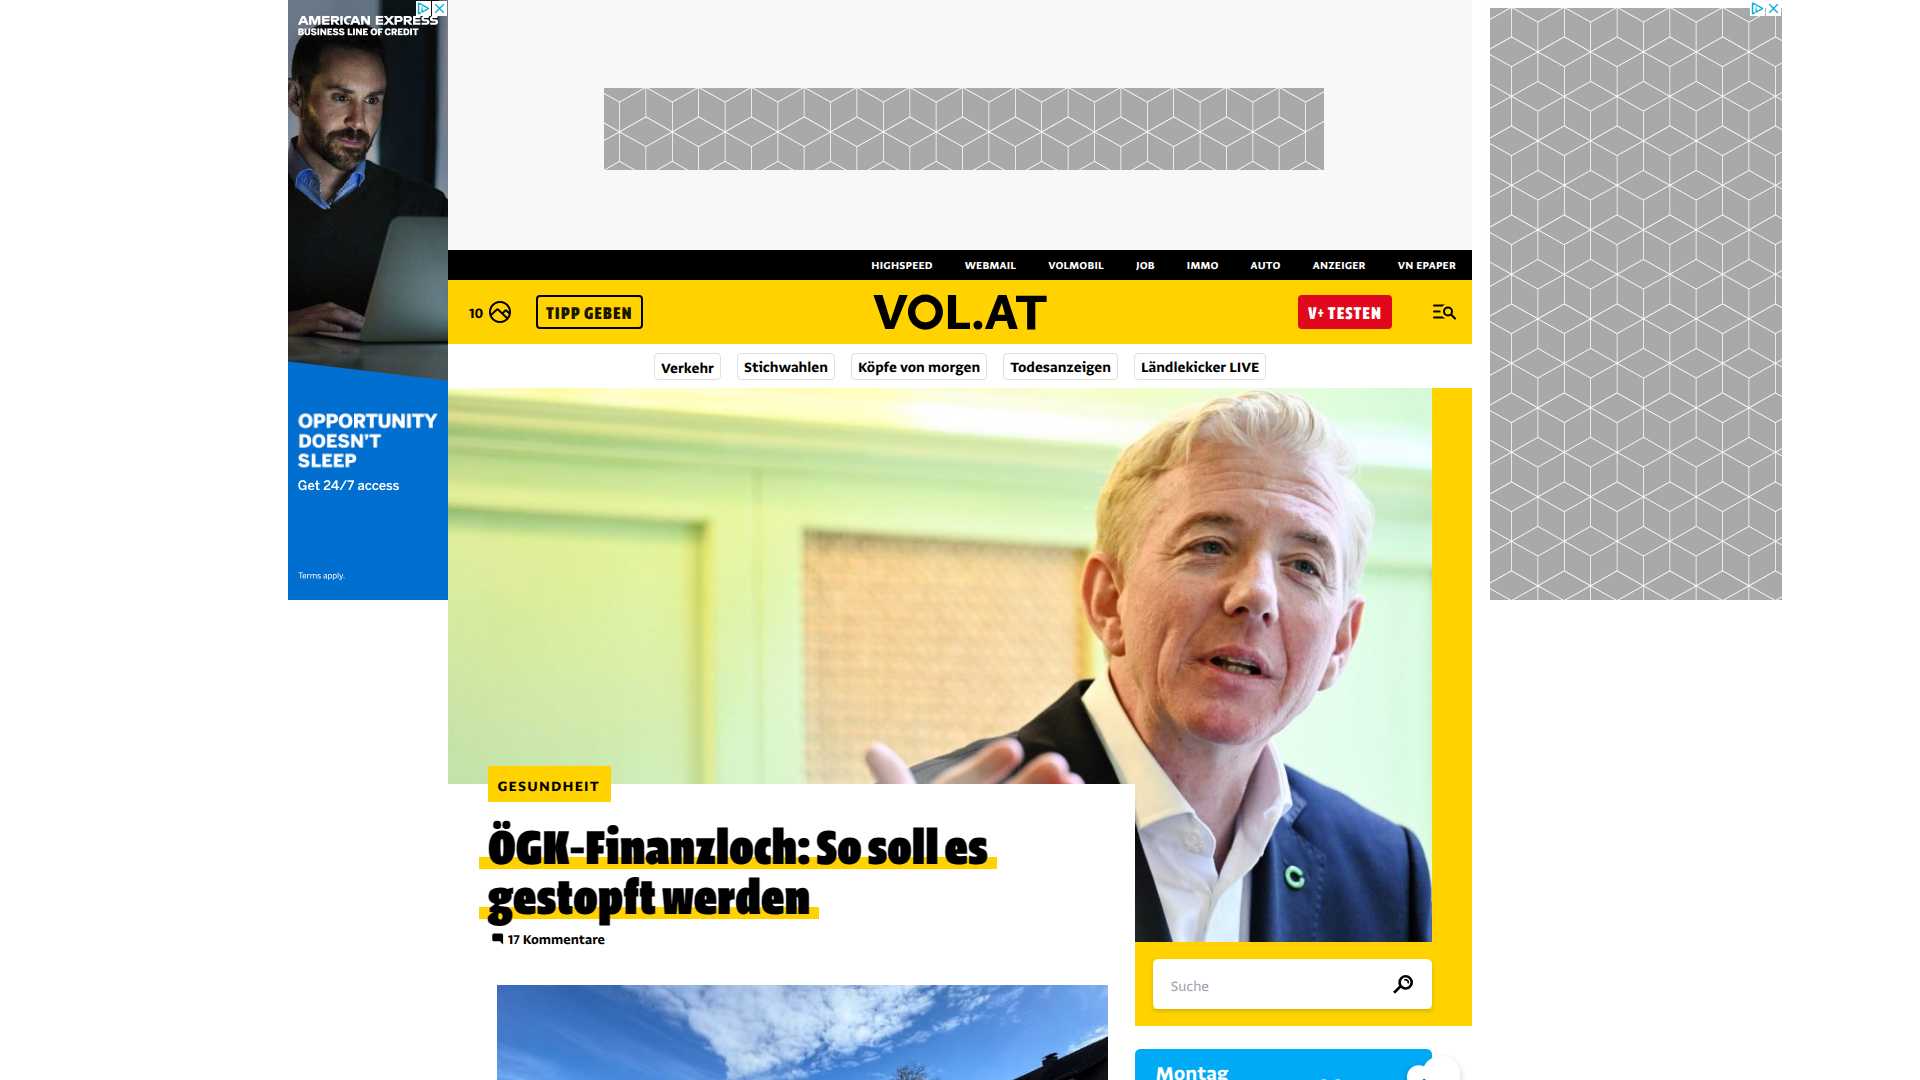 AMERICAN EXPRESS
BUSINESS LINE OF CREDIT
OPPORTUNITY
DOESN'T
SLEEP
Get 24/7 access
Terms apply.
HIGHSPEED WEBMAIL VOLMOBIL JOB IMMO AUTO ANZEIGER VN EPAPER
10 TIPP GEBEN VOL.AT V+ TESTEN
Verkehr Stichwahlen Köpfe von morgen Todesanzeigen Ländlekicker LIVE
GESUNDHEIT
ÖGK-Finanzloch: So soll es
gestopft werden
17 Kommentare
Suche
Montag